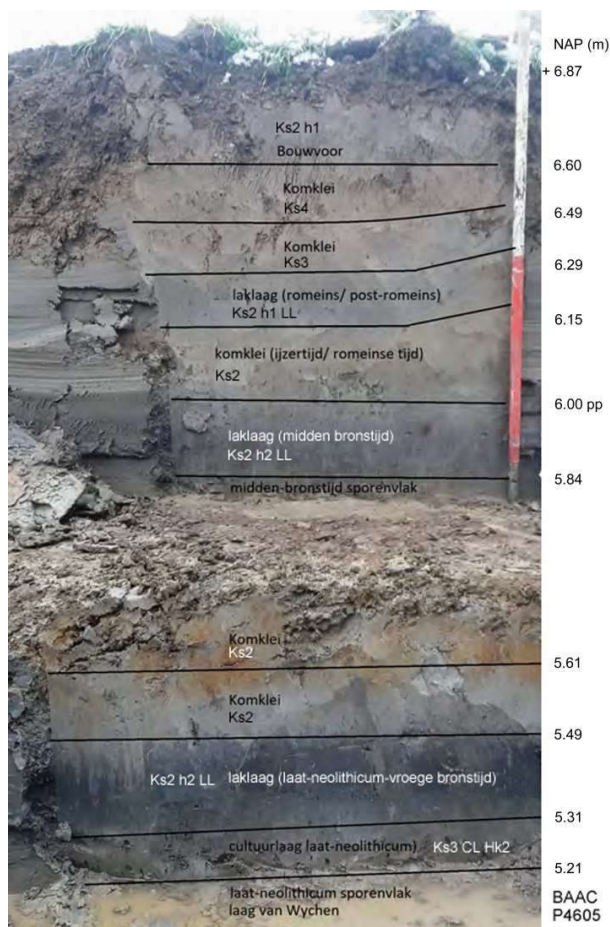 NAP (m)
+ 6.87
Ks2 h1
Bouwvoor
6.60
Komklei
Ks4
6.49
Komklei
Ks3
6.29
laklaag (romeins/ post-romeins)
Ks2 h1 LL
6.15
komklei (ijzertijd/ romeinse tijd)
Ks2
6.00 pp
laklaag (midden bronstijd)
Ks2 h2 LL
5.84
midden-bronstijd sporenvlak
Komklei
Ks2
5.61
Komklei
Ks2
5.49
Ks2 h2 LL laklaag (laat-neolithicum-vroege bronstijd)
5.31
cultuurlaag laat-neolithicum) Ks3 CL Hk2
5.21
laat-neolithicum sporenvlak
laag van Wychen
BAAC
P4605